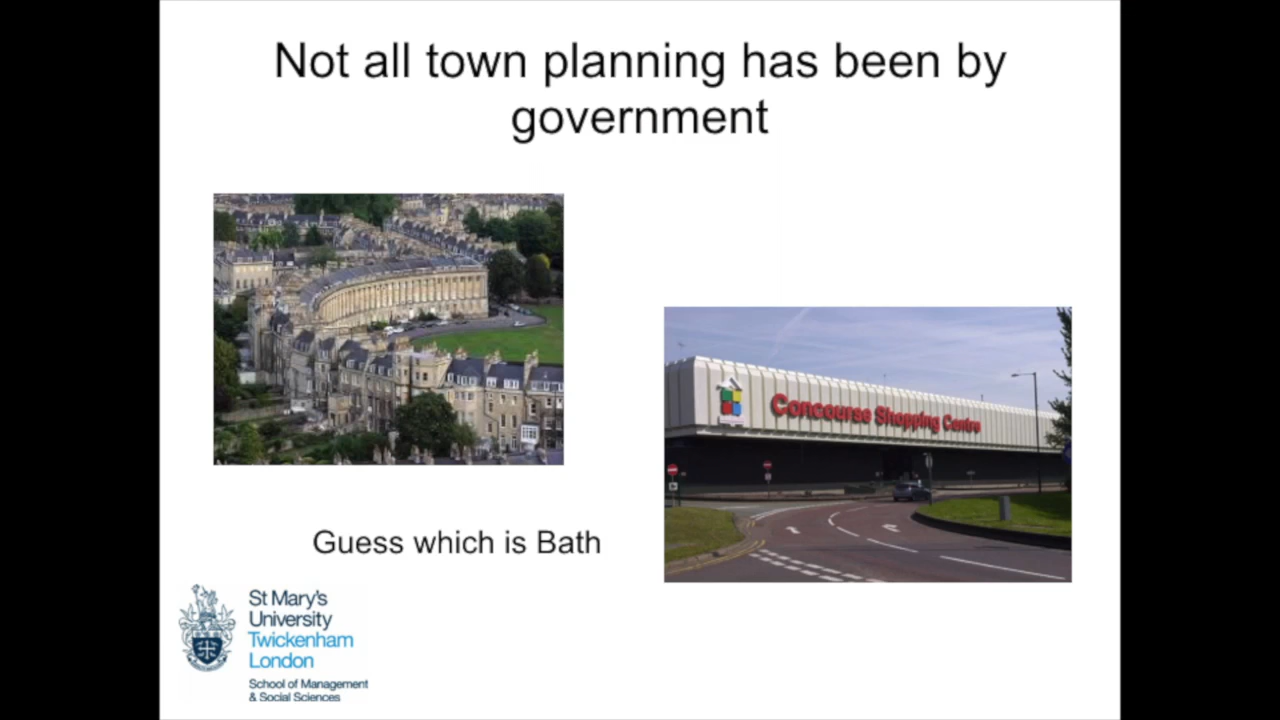 Not all town planning has been by
government
Concourse Shopping Centre
Guess which is Bath
St Mary's
University
Twickenham
London
School of Management
& Social Sciences